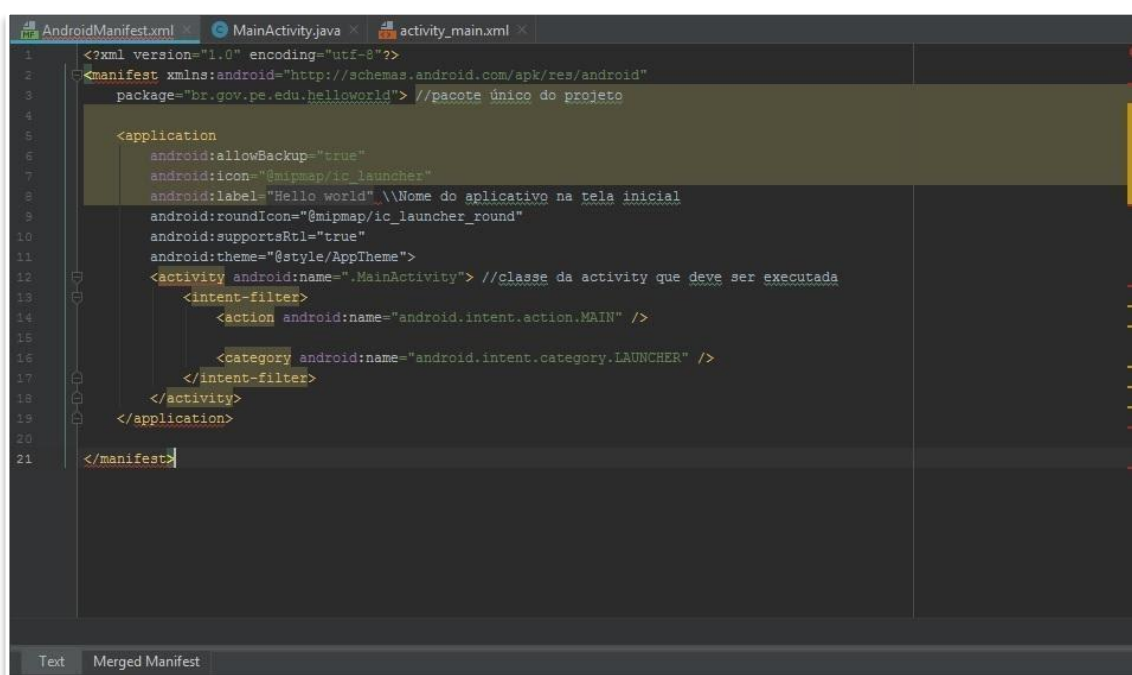 AndroidManifest.xml MainActivity.java activity_main.xml
1 <?xml version="1.0" encoding="utf-8"?>
2 <manifest xmlns:android="http://schemas.android.com/apk/res/android"
3 package="br.gov.pe.edu.helloworld"> //pacote único do projeto
4
5 <application
6 android:allowBackup="true"
7 android:icon="@mipmap/ic_launcher"
8 android:label="Hello world" \\Nome do aplicativo na tela inicial
9 android:roundIcon="@mipmap/ic_launcher_round"
10 android:supportsRtl="true"
11 android:theme="@style/AppTheme">
12 <activity android:name=".MainActivity"> //classe da activity que deve ser executada
13 <intent-filter>
14 <action android:name="android.intent.action.MAIN" />
15
16 <category android:name="android.intent.category.LAUNCHER" />
17 </intent-filter>
18 </activity>
19 </application>
20
21 </manifest>
Text Merged Manifest